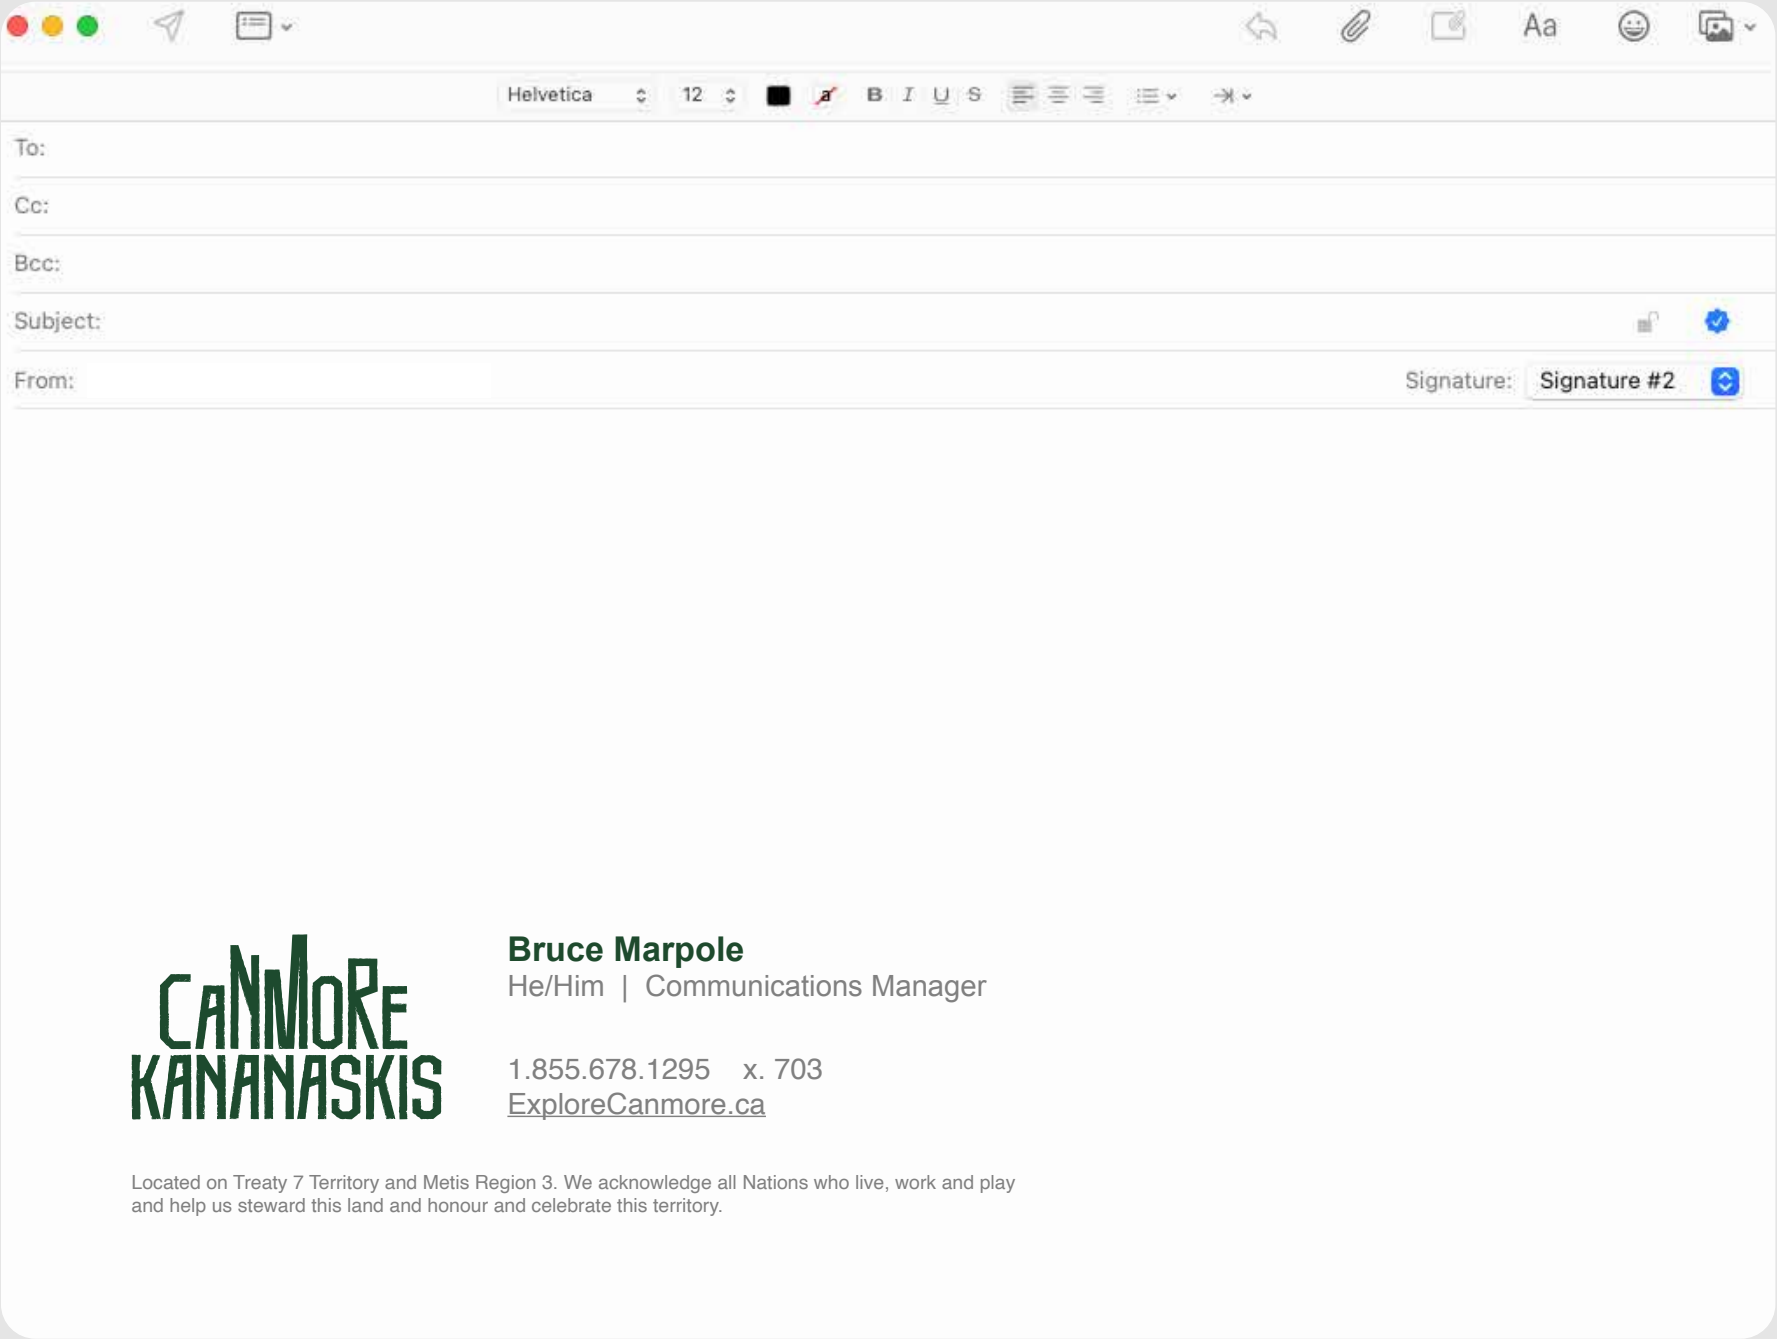 Aa
Helvetica 12 a B I U S
To:
Cc:
Bcc:
Subject:
From: Signature: Signature #2
CANMORE
KANANASKIS
Bruce Marpole
He/Him | Communications Manager
1.855.678.1295 x. 703
ExploreCanmore.ca
Located on Treaty 7 Territory and Metis Region 3. We acknowledge all Nations who live, work and play
and help us steward this land and honour and celebrate this territory.